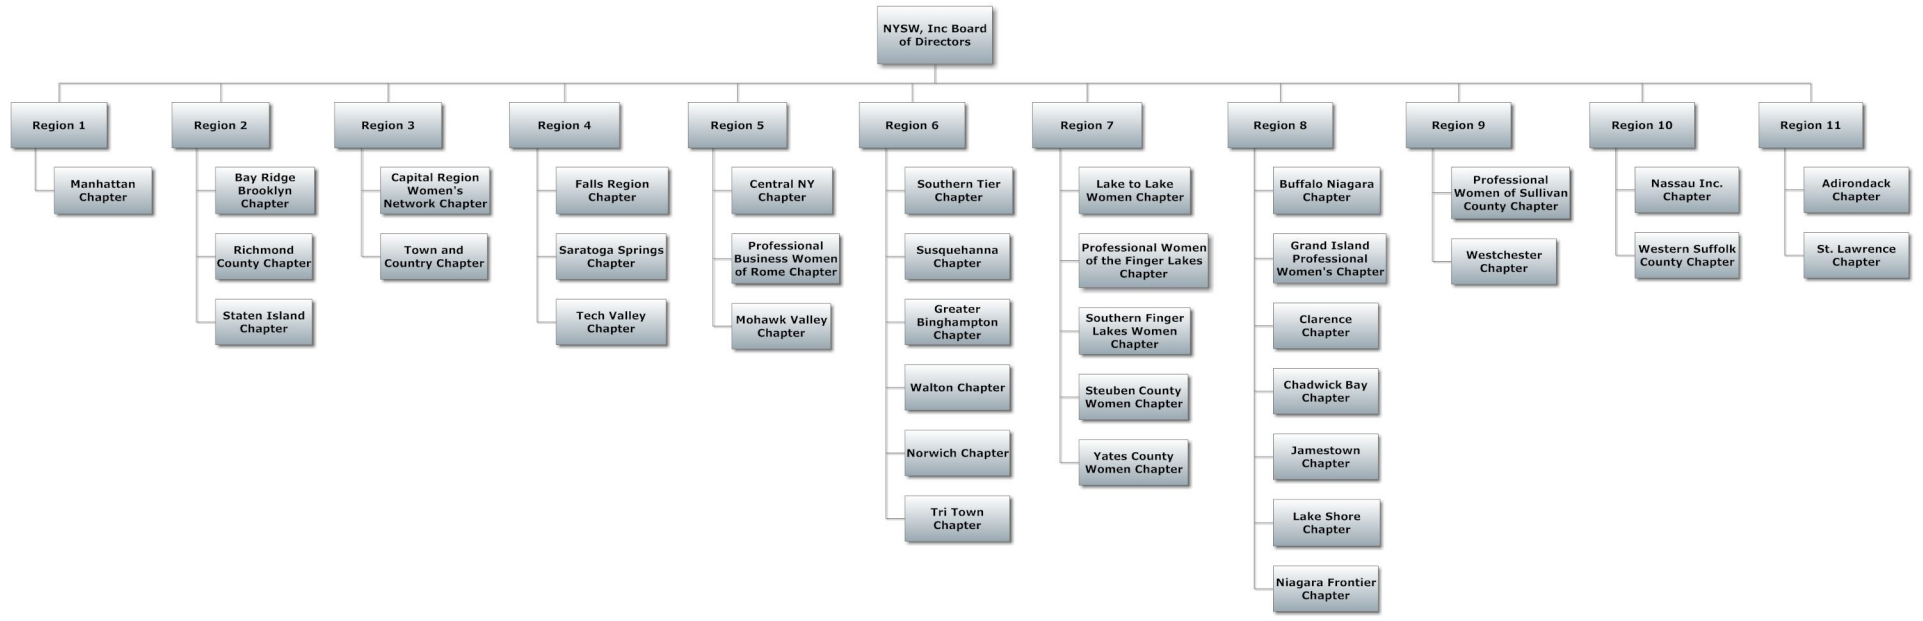 NYSW, Inc Board
of Directors
Region 1
Manhattan
Chapter
Region 2
Bay Ridge
Brooklyn
Chapter
Richmond
County Chapter
Staten Island
Chapter
Region 3
Capital Region
Women's
Network Chapter
Town and
Country Chapter
Region 4
Falls Region
Chapter
Saratoga Springs
Chapter
Tech Valley
Chapter
Region 5
Central NY
Chapter
Professional
Business Women
of Rome Chapter
Mohawk Valley
Chapter
Region 6
Southern Tier
Chapter
Susquehanna
Chapter
Greater
Binghampton
Chapter
Walton Chapter
Norwich Chapter
Tri Town
Chapter
Region 7
Lake to Lake
Women Chapter
Professional Women
of the Finger Lakes
Chapter
Southern Finger
Lakes Women
Chapter
Steuben County
Women Chapter
Yates County
Women Chapter
Region 8
Buffalo Niagara
Chapter
Grand Island
Professional
Women's Chapter
Clarence
Chapter
Chadwick Bay
Chapter
Jamestown
Chapter
Lake Shore
Chapter
Niagara Frontier
Chapter
Region 9
Professional
Women of Sullivan
County Chapter
Westchester
Chapter
Region 10
Nassau Inc.
Chapter
Western Suffolk
County Chapter
Region 11
Adirondack
Chapter
St. Lawrence
Chapter